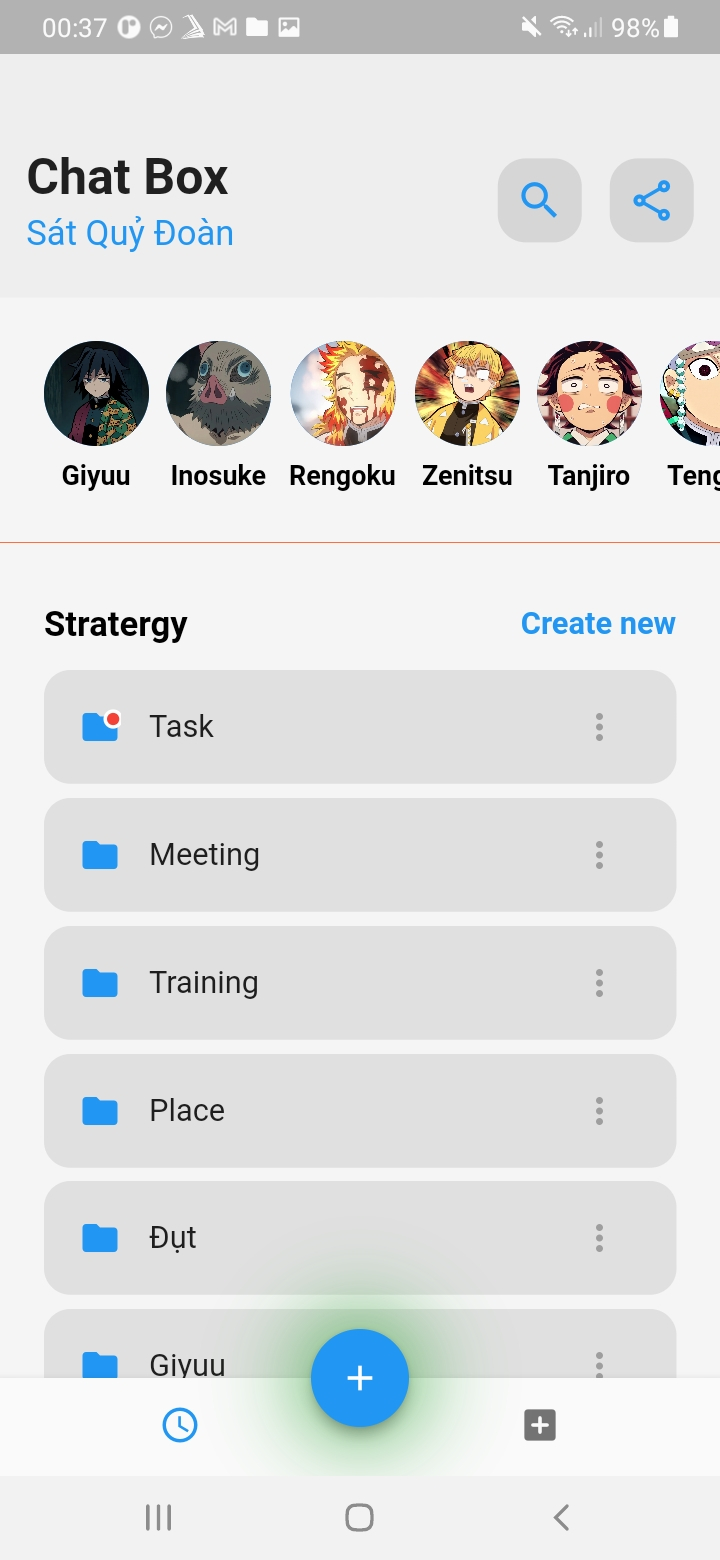 00:37 98%
Chat Box
Sát Quỷ Đoàn
Giyuu Inosuke Rengoku Zenitsu Tanjiro Teng
Stratergy Create new
Task
Meeting
Training
Place
Đụt
Giyuu